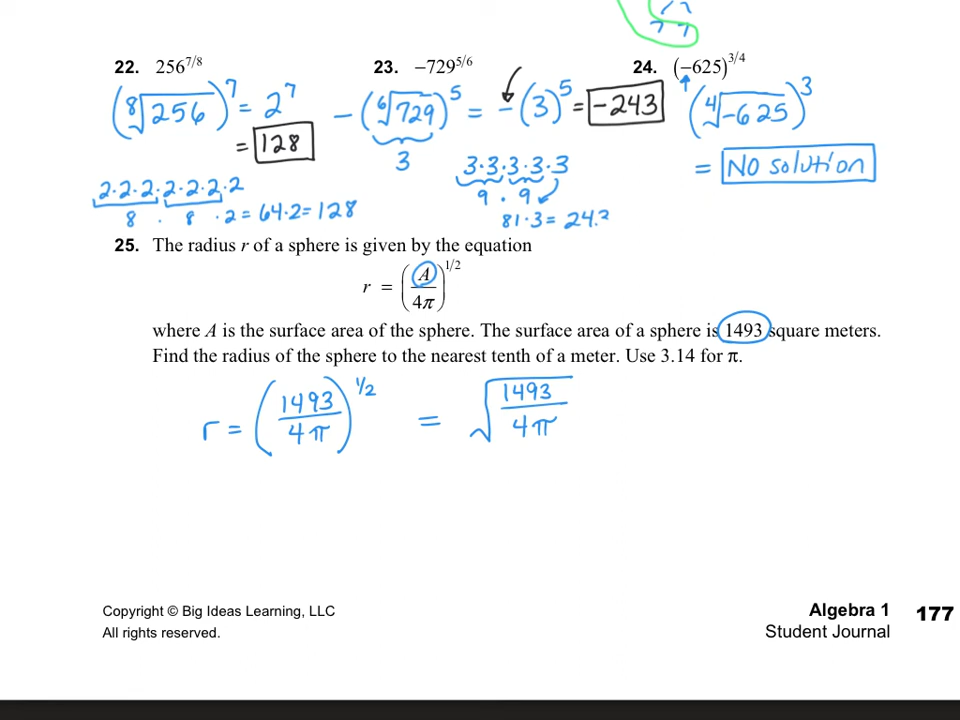 7 7
22. 256^{7/8} 23. −729^{5/6} 24. (−625)^{3/4}
(⁸√256)^7 = 2^7 −(⁶√729)^5 = −(3)^5 = −243 (⁴√−625)^3
= 128 3 = No solution
3·3·3·3·3
2·2·2·2·2·2·2 9 · 9
8 · 8 · 2 = 64·2 = 128 81·3 = 243
25. The radius r of a sphere is given by the equation
r = (A/4π)^{1/2}
where A is the surface area of the sphere. The surface area of a sphere is 1493 square meters.
Find the radius of the sphere to the nearest tenth of a meter. Use 3.14 for π.
r = (1493/4π)^{1/2} = √(1493/4π)
Copyright © Big Ideas Learning, LLC Algebra 1 177
All rights reserved. Student Journal